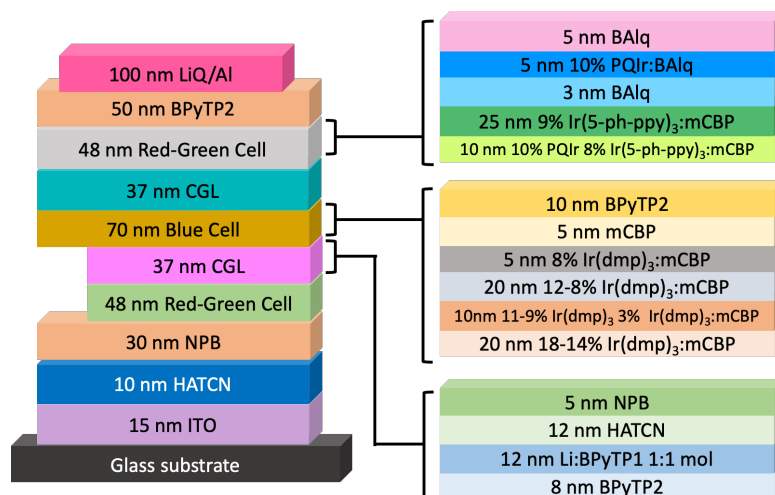 100 nm LiQ/Al
50 nm BPyTP2
48 nm Red-Green Cell
37 nm CGL
70 nm Blue Cell
37 nm CGL
48 nm Red-Green Cell
30 nm NPB
10 nm HATCN
15 nm ITO
Glass substrate
5 nm BAlq
5 nm 10% PQIr:BAlq
3 nm BAlq
25 nm 9% Ir(5-ph-ppy)₃:mCBP
10 nm 10% PQIr 8% Ir(5-ph-ppy)₃:mCBP
10 nm BPyTP2
5 nm mCBP
5 nm 8% Ir(dmp)₃:mCBP
20 nm 12-8% Ir(dmp)₃:mCBP
10nm 11-9% Ir(dmp)₃ 3% Ir(dmp)₃:mCBP
20 nm 18-14% Ir(dmp)₃:mCBP
5 nm NPB
12 nm HATCN
12 nm Li:BPyTP1 1:1 mol
8 nm BPyTP2